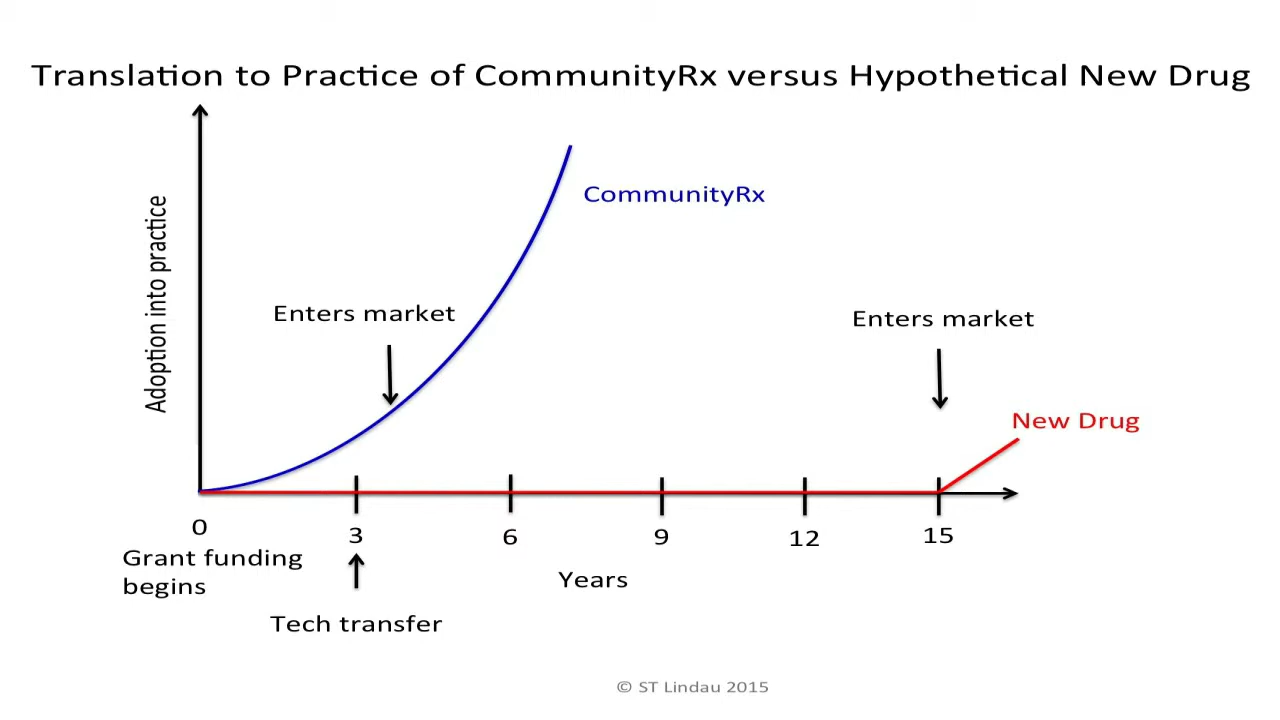 Translation to Practice of CommunityRx versus Hypothetical New Drug
Adoption into practice
CommunityRx
Enters market
Enters market
New Drug
0
3
6
9
12
15
Grant funding
begins
Years
Tech transfer
© ST Lindau 2015